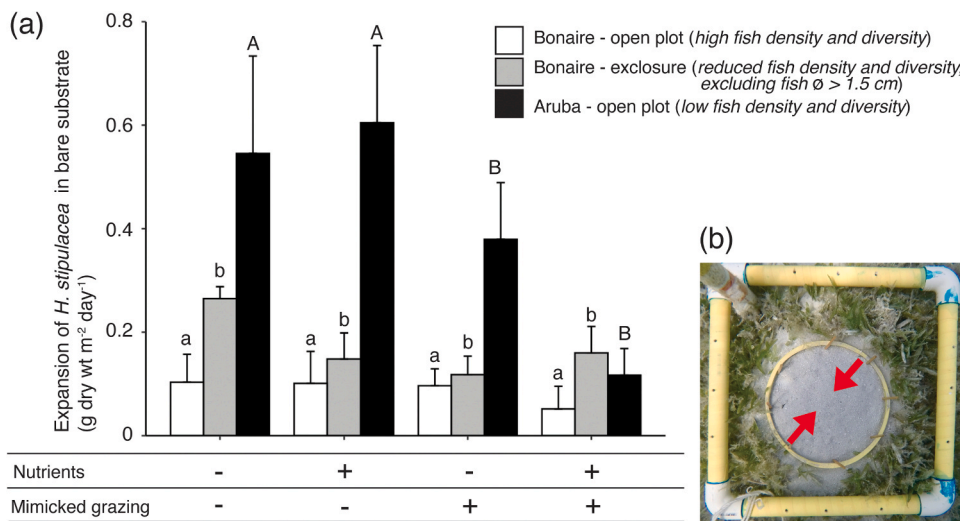 (a)
0.8
0.6
0.4
0.2
0
Expansion of H. stipulacea in bare substrate
(g dry wt m⁻² day⁻¹)
Bonaire - open plot (high fish density and diversity)
Bonaire - exclosure (reduced fish density and diversity,
excluding fish ø > 1.5 cm)
Aruba - open plot (low fish density and diversity)
a b A
a b A
a b B
a b B
Nutrients - + - +
Mimicked grazing - - + +
(b)